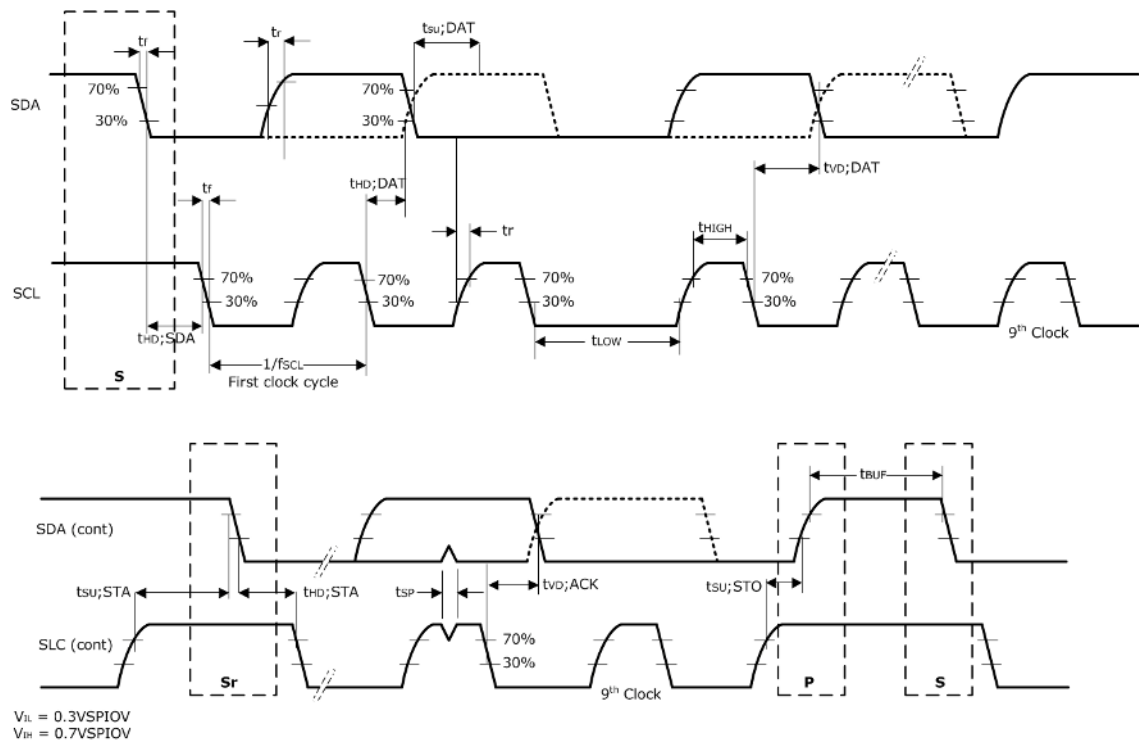 tf
tr
tSU;DAT
70%
SDA
30%
70%
30%
tHD;DAT
tVD;DAT
tf
tr
tHIGH
SCL
70%
30%
70%
30%
70%
30%
70%
30%
tHD;SDA
tLOW
9th Clock
1/fSCL
First clock cycle
S
tBUF
SDA (cont)
tSU;STA
tHD;STA
tSP
tVD;ACK
tSU;STO
SLC (cont)
70%
30%
Sr
9th Clock
P
S
VIL = 0.3VSPIOV
VIH = 0.7VSPIOV